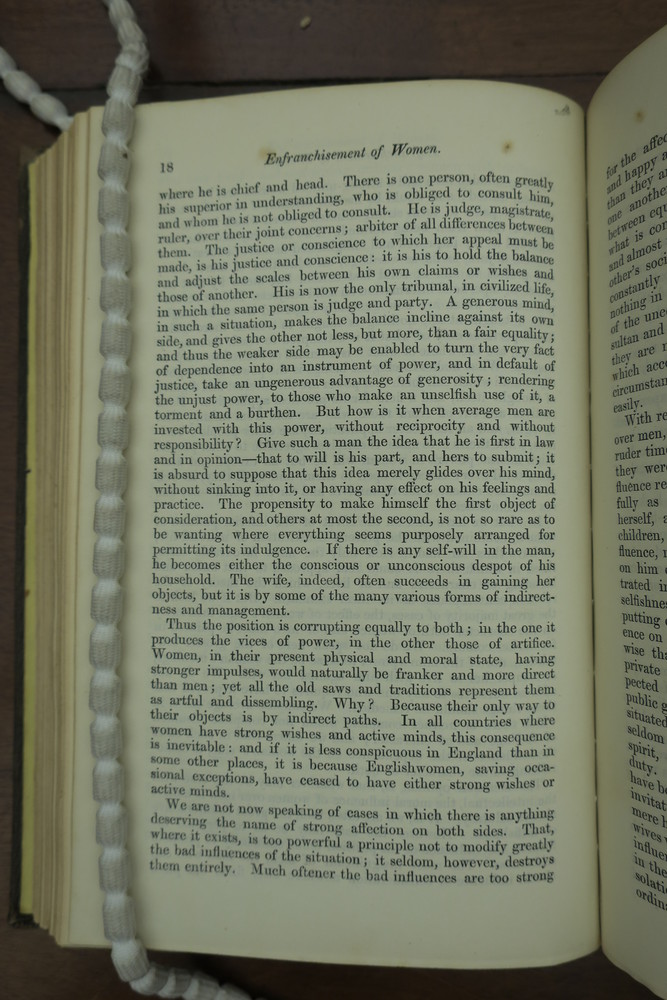 18
Enfranchisement of Women.
where he is chief and head. There is one person, often greatly
his superior in understanding, who is obliged to consult him,
and whom he is not obliged to consult. He is judge, magistrate,
ruler, over their joint concerns; arbiter of all differences between
them. The justice or conscience to which her appeal must be
made, is his justice and conscience: it is his to hold the balance
and adjust the scales between his own claims or wishes and
those of another. His is now the only tribunal, in civilized life,
in which the same person is judge and party. A generous mind,
in such a situation, makes the balance incline against its own
side, and gives the other not less, but more, than a fair equality;
and thus the weaker side may be enabled to turn the very fact
of dependence into an instrument of power, and in default of
justice, take an ungenerous advantage of generosity; rendering
the unjust power, to those who make an unselfish use of it, a
torment and a burthen. But how is it when average men are
invested with this power, without reciprocity and without
responsibility? Give such a man the idea that he is first in law
and in opinion—that to will is his part, and hers to submit; it
is absurd to suppose that this idea merely glides over his mind,
without sinking into it, or having any effect on his feelings and
practice. The propensity to make himself the first object of
consideration, and others at most the second, is not so rare as to
be wanting where everything seems purposely arranged for
permitting its indulgence. If there is any self-will in the man,
he becomes either the conscious or unconscious despot of his
household. The wife, indeed, often succeeds in gaining her
objects, but it is by some of the many various forms of indirect-
ness and management.
Thus the position is corrupting equally to both; in the one it
produces the vices of power, in the other those of artifice.
Women, in their present physical and moral state, having
stronger impulses, would naturally be franker and more direct
than men; yet all the old saws and traditions represent them
as artful and dissembling. Why? Because their only way to
their objects is by indirect paths. In all countries where
women have strong wishes and active minds, this consequence
is inevitable: and if it is less conspicuous in England than in
some other places, it is because Englishwomen, saving occa-
sional exceptions, have ceased to have either strong wishes or
active minds.
We are not now speaking of cases in which there is anything
deserving the name of strong affection on both sides. That,
where it exists, is too powerful a principle not to modify greatly
the bad influences of the situation; it seldom, however, destroys
them entirely. Much oftener the bad influences are too strong
for the affec
and happy a
than they a
one anothe
between equ
what is con
and almost
other's soci
constantly
nothing in
of the une
sultan and
they are
which acc
circumstan
easily.
With re
over men,
ruder tim
they wer
fluence re
fully as
herself,
children,
fluence,
on him
trated i
selfishne
putting
ence on
wise tha
private
pected
public g
situated
seldom
spirit,
duty.
have b
invitat
mere
wives
influe
in the
solati
ordin